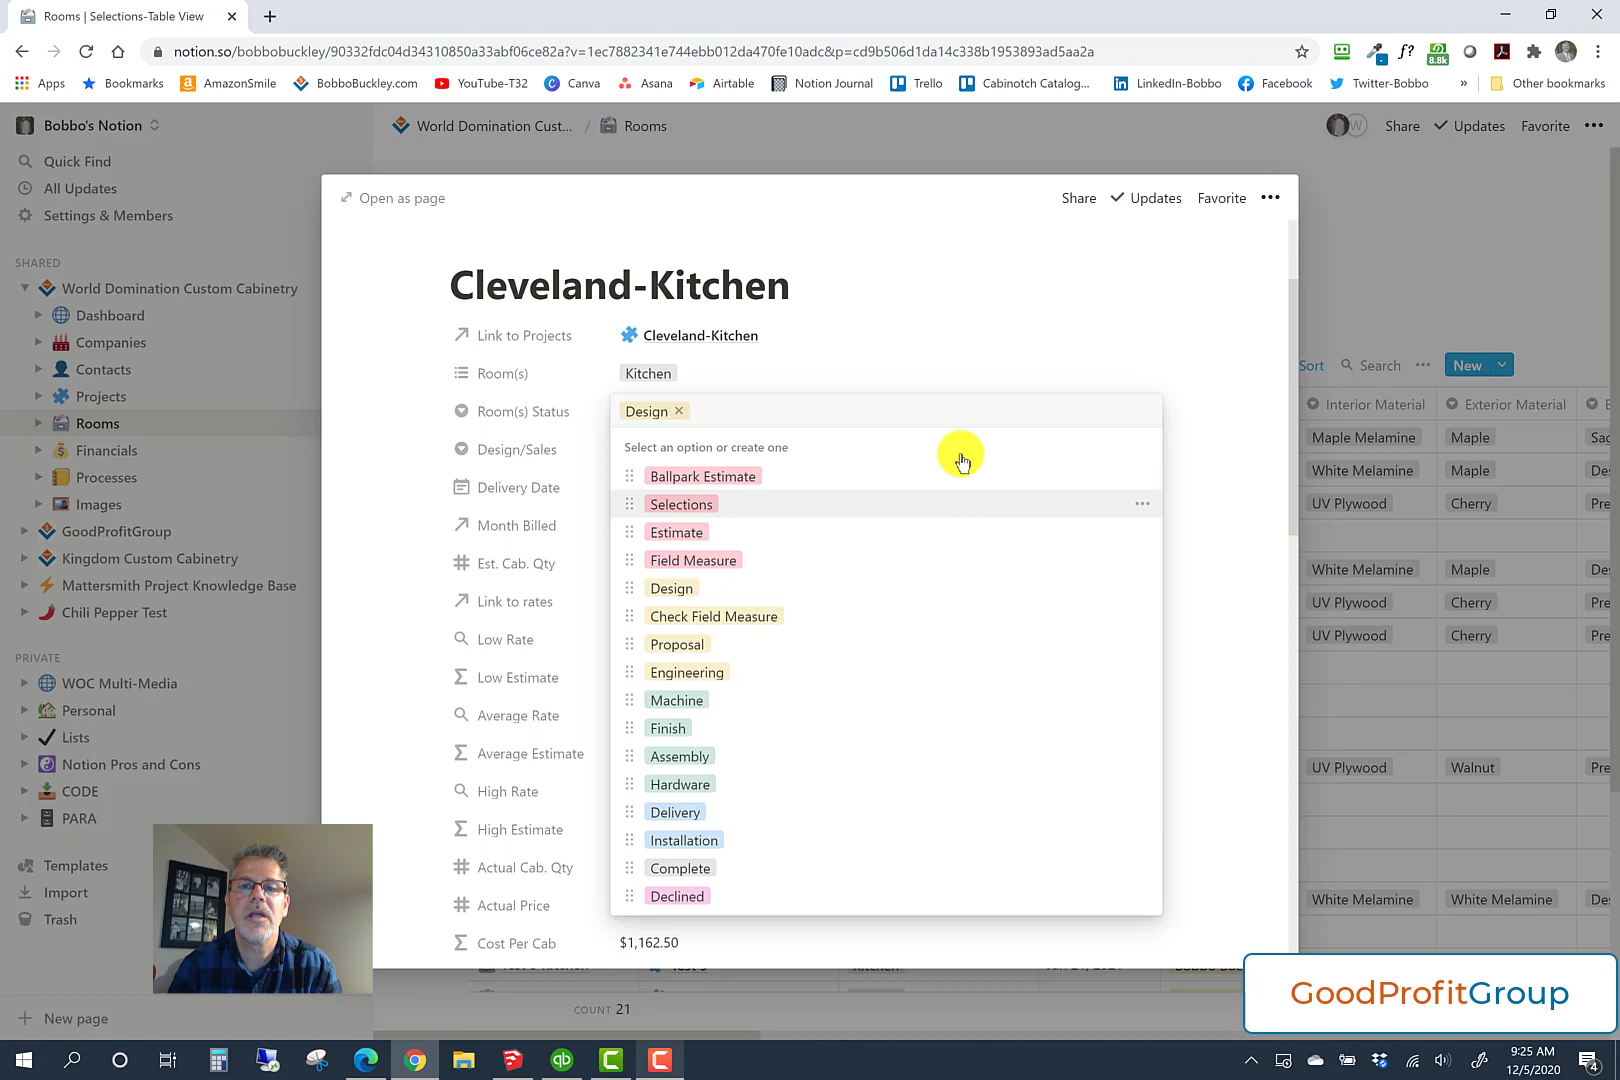 Rooms | Selections-Table View
notion.so/bobbobuckley/90332fdc04d34310850a33abf06ce82a?v=1ec7882341e744ebb012da470fe10adc&p=cd9b506d1da14c338b1953893ad5aa2a
f?
8.8k
Apps
Bookmarks
AmazonSmile
BobboBuckley.com
YouTube-T32
Canva
Asana
Airtable
Notion Journal
Trello
Cabinotch Catalog...
LinkedIn-Bobbo
Facebook
Twitter-Bobbo
»
Other bookmarks
Bobbo's Notion
World Domination Cust... / Rooms
W
Share
Updates
Favorite
Quick Find
All Updates
Settings & Members
SHARED
World Domination Custom Cabinetry
Dashboard
Companies
Contacts
Projects
Rooms
Financials
Processes
Images
GoodProfitGroup
Kingdom Custom Cabinetry
Mattersmith Project Knowledge Base
Chili Pepper Test
PRIVATE
WOC Multi-Media
Personal
Lists
Notion Pros and Cons
CODE
PARA
Templates
Import
Trash
New page
Open as page
Share
Updates
Favorite
Cleveland-Kitchen
Link to Projects
Cleveland-Kitchen
Room(s)
Kitchen
Room(s) Status
Design
Design/Sales
Delivery Date
Month Billed
Est. Cab. Qty
Link to rates
Low Rate
Low Estimate
Average Rate
Average Estimate
High Rate
High Estimate
Actual Cab. Qty
Actual Price
Cost Per Cab
$1,162.50
Select an option or create one
Ballpark Estimate
Selections
Estimate
Field Measure
Design
Check Field Measure
Proposal
Engineering
Machine
Finish
Assembly
Hardware
Delivery
Installation
Complete
Declined
Sort
Search
New
Interior Material
Exterior Material
Maple Melamine
Maple
White Melamine
Maple
UV Plywood
Cherry
White Melamine
Maple
UV Plywood
Cherry
UV Plywood
Cherry
UV Plywood
Walnut
White Melamine
White Melamine
COUNT 21
GoodProfitGroup
qb
9:25 AM
12/5/2020
4